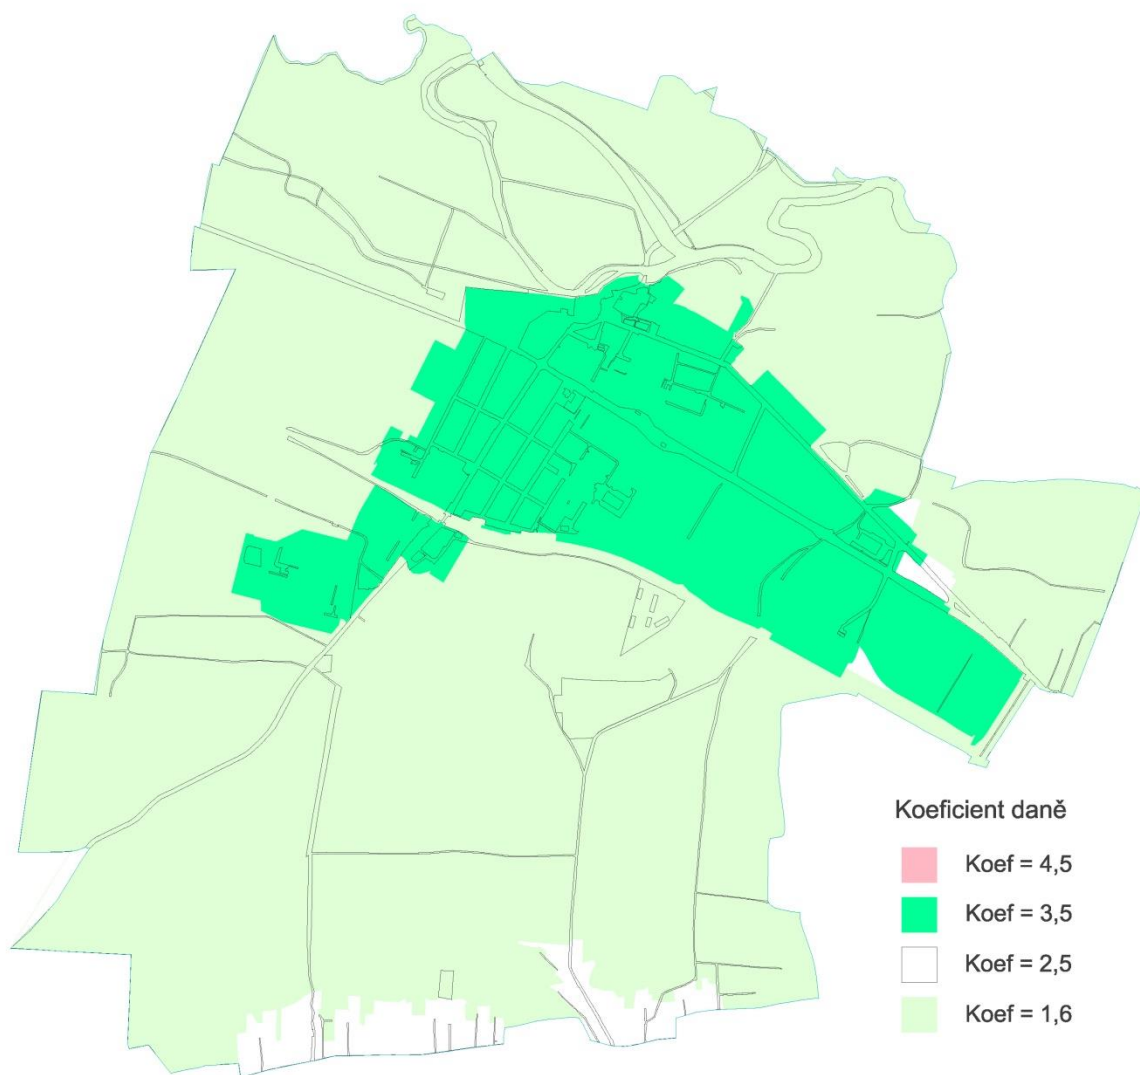 Koeficient daně
Koef = 4,5
Koef = 3,5
Koef = 2,5
Koef = 1,6